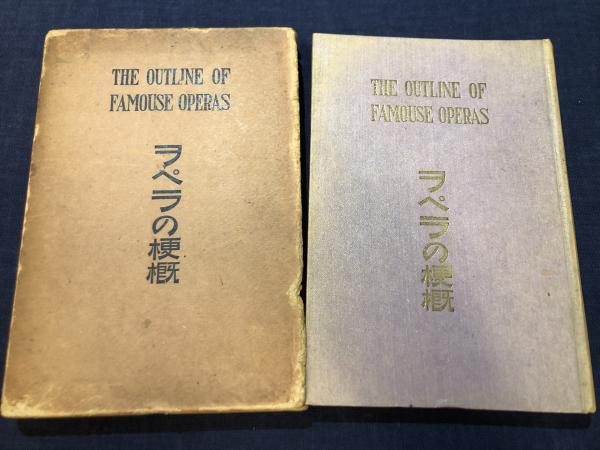 THE OUTLINE OF
FAMOUSE OPERAS
ヲペラの梗概
THE OUTLINE OF
FAMOUSE OPERAS
ヲペラの梗概